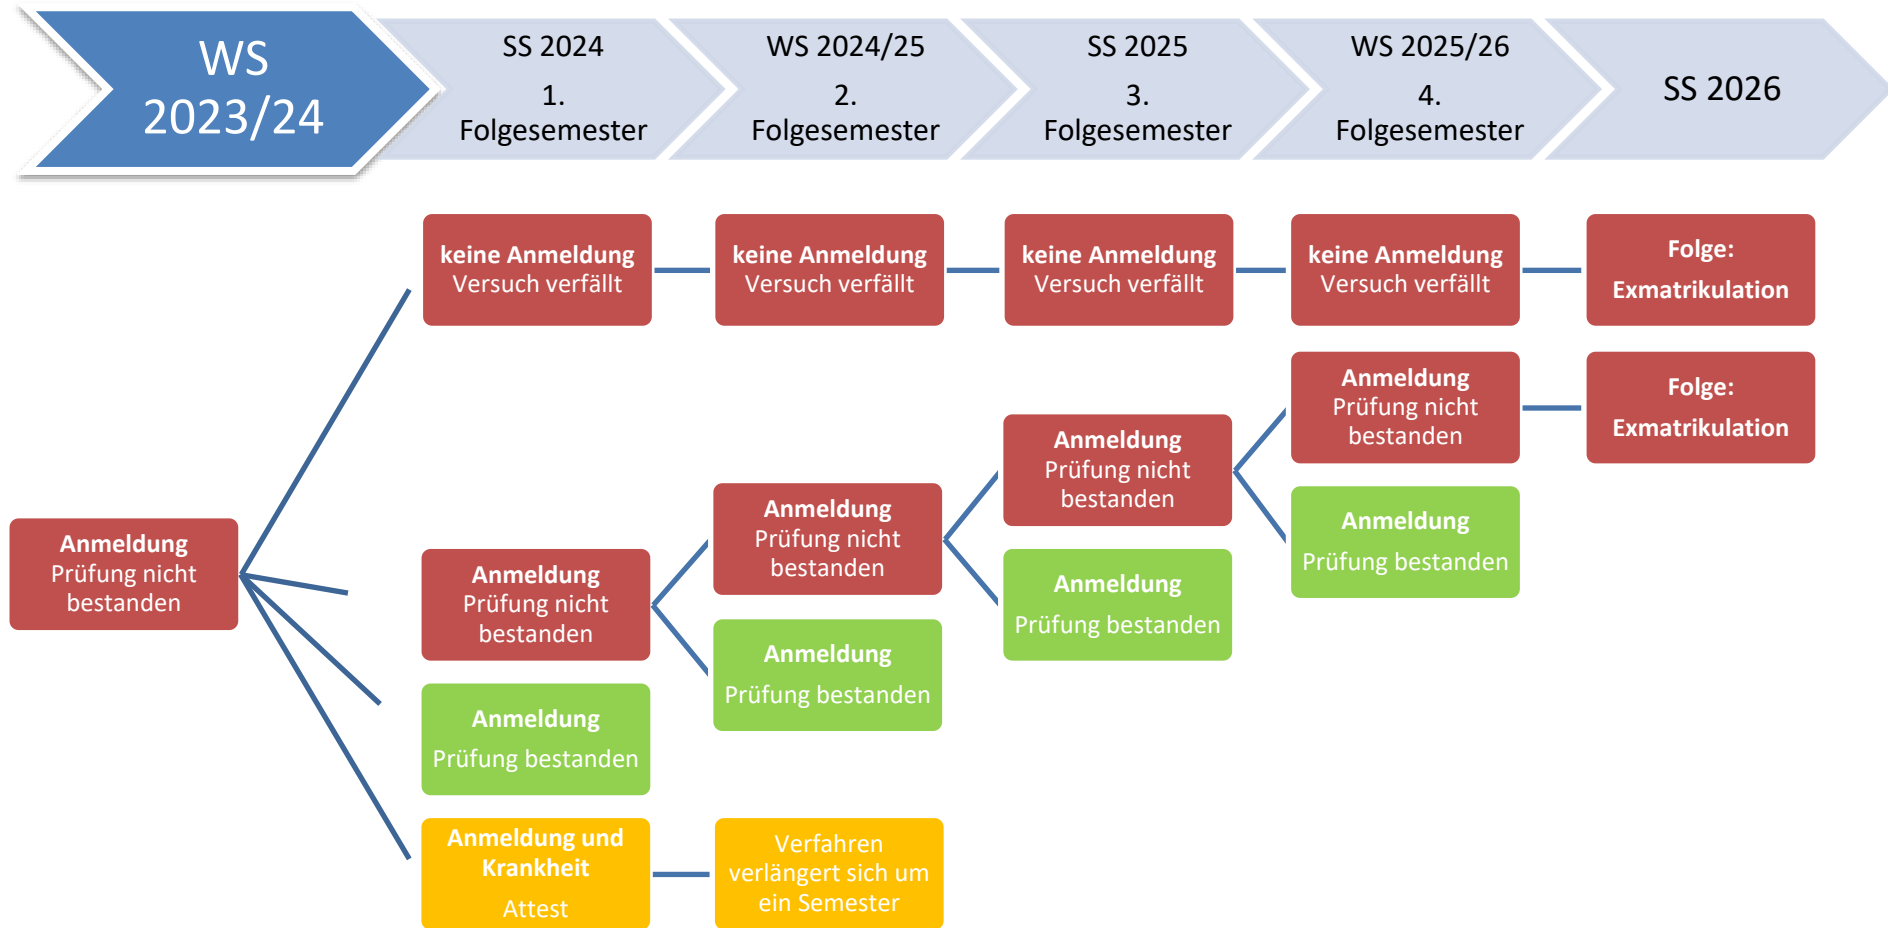 WS
2023/24
SS 2024
1.
Folgesemester
WS 2024/25
2.
Folgesemester
SS 2025
3.
Folgesemester
WS 2025/26
4.
Folgesemester
SS 2026
keine Anmeldung
Versuch verfällt
keine Anmeldung
Versuch verfällt
keine Anmeldung
Versuch verfällt
keine Anmeldung
Versuch verfällt
Folge:
Exmatrikulation
Anmeldung
Prüfung nicht
bestanden
Folge:
Exmatrikulation
Anmeldung
Prüfung nicht
bestanden
Anmeldung
Prüfung nicht
bestanden
Anmeldung
Prüfung bestanden
Anmeldung
Prüfung nicht
bestanden
Anmeldung
Prüfung nicht
bestanden
Anmeldung
Prüfung bestanden
Anmeldung
Prüfung bestanden
Anmeldung
Prüfung bestanden
Anmeldung und
Krankheit
Attest
Verfahren
verlängert sich um
ein Semester